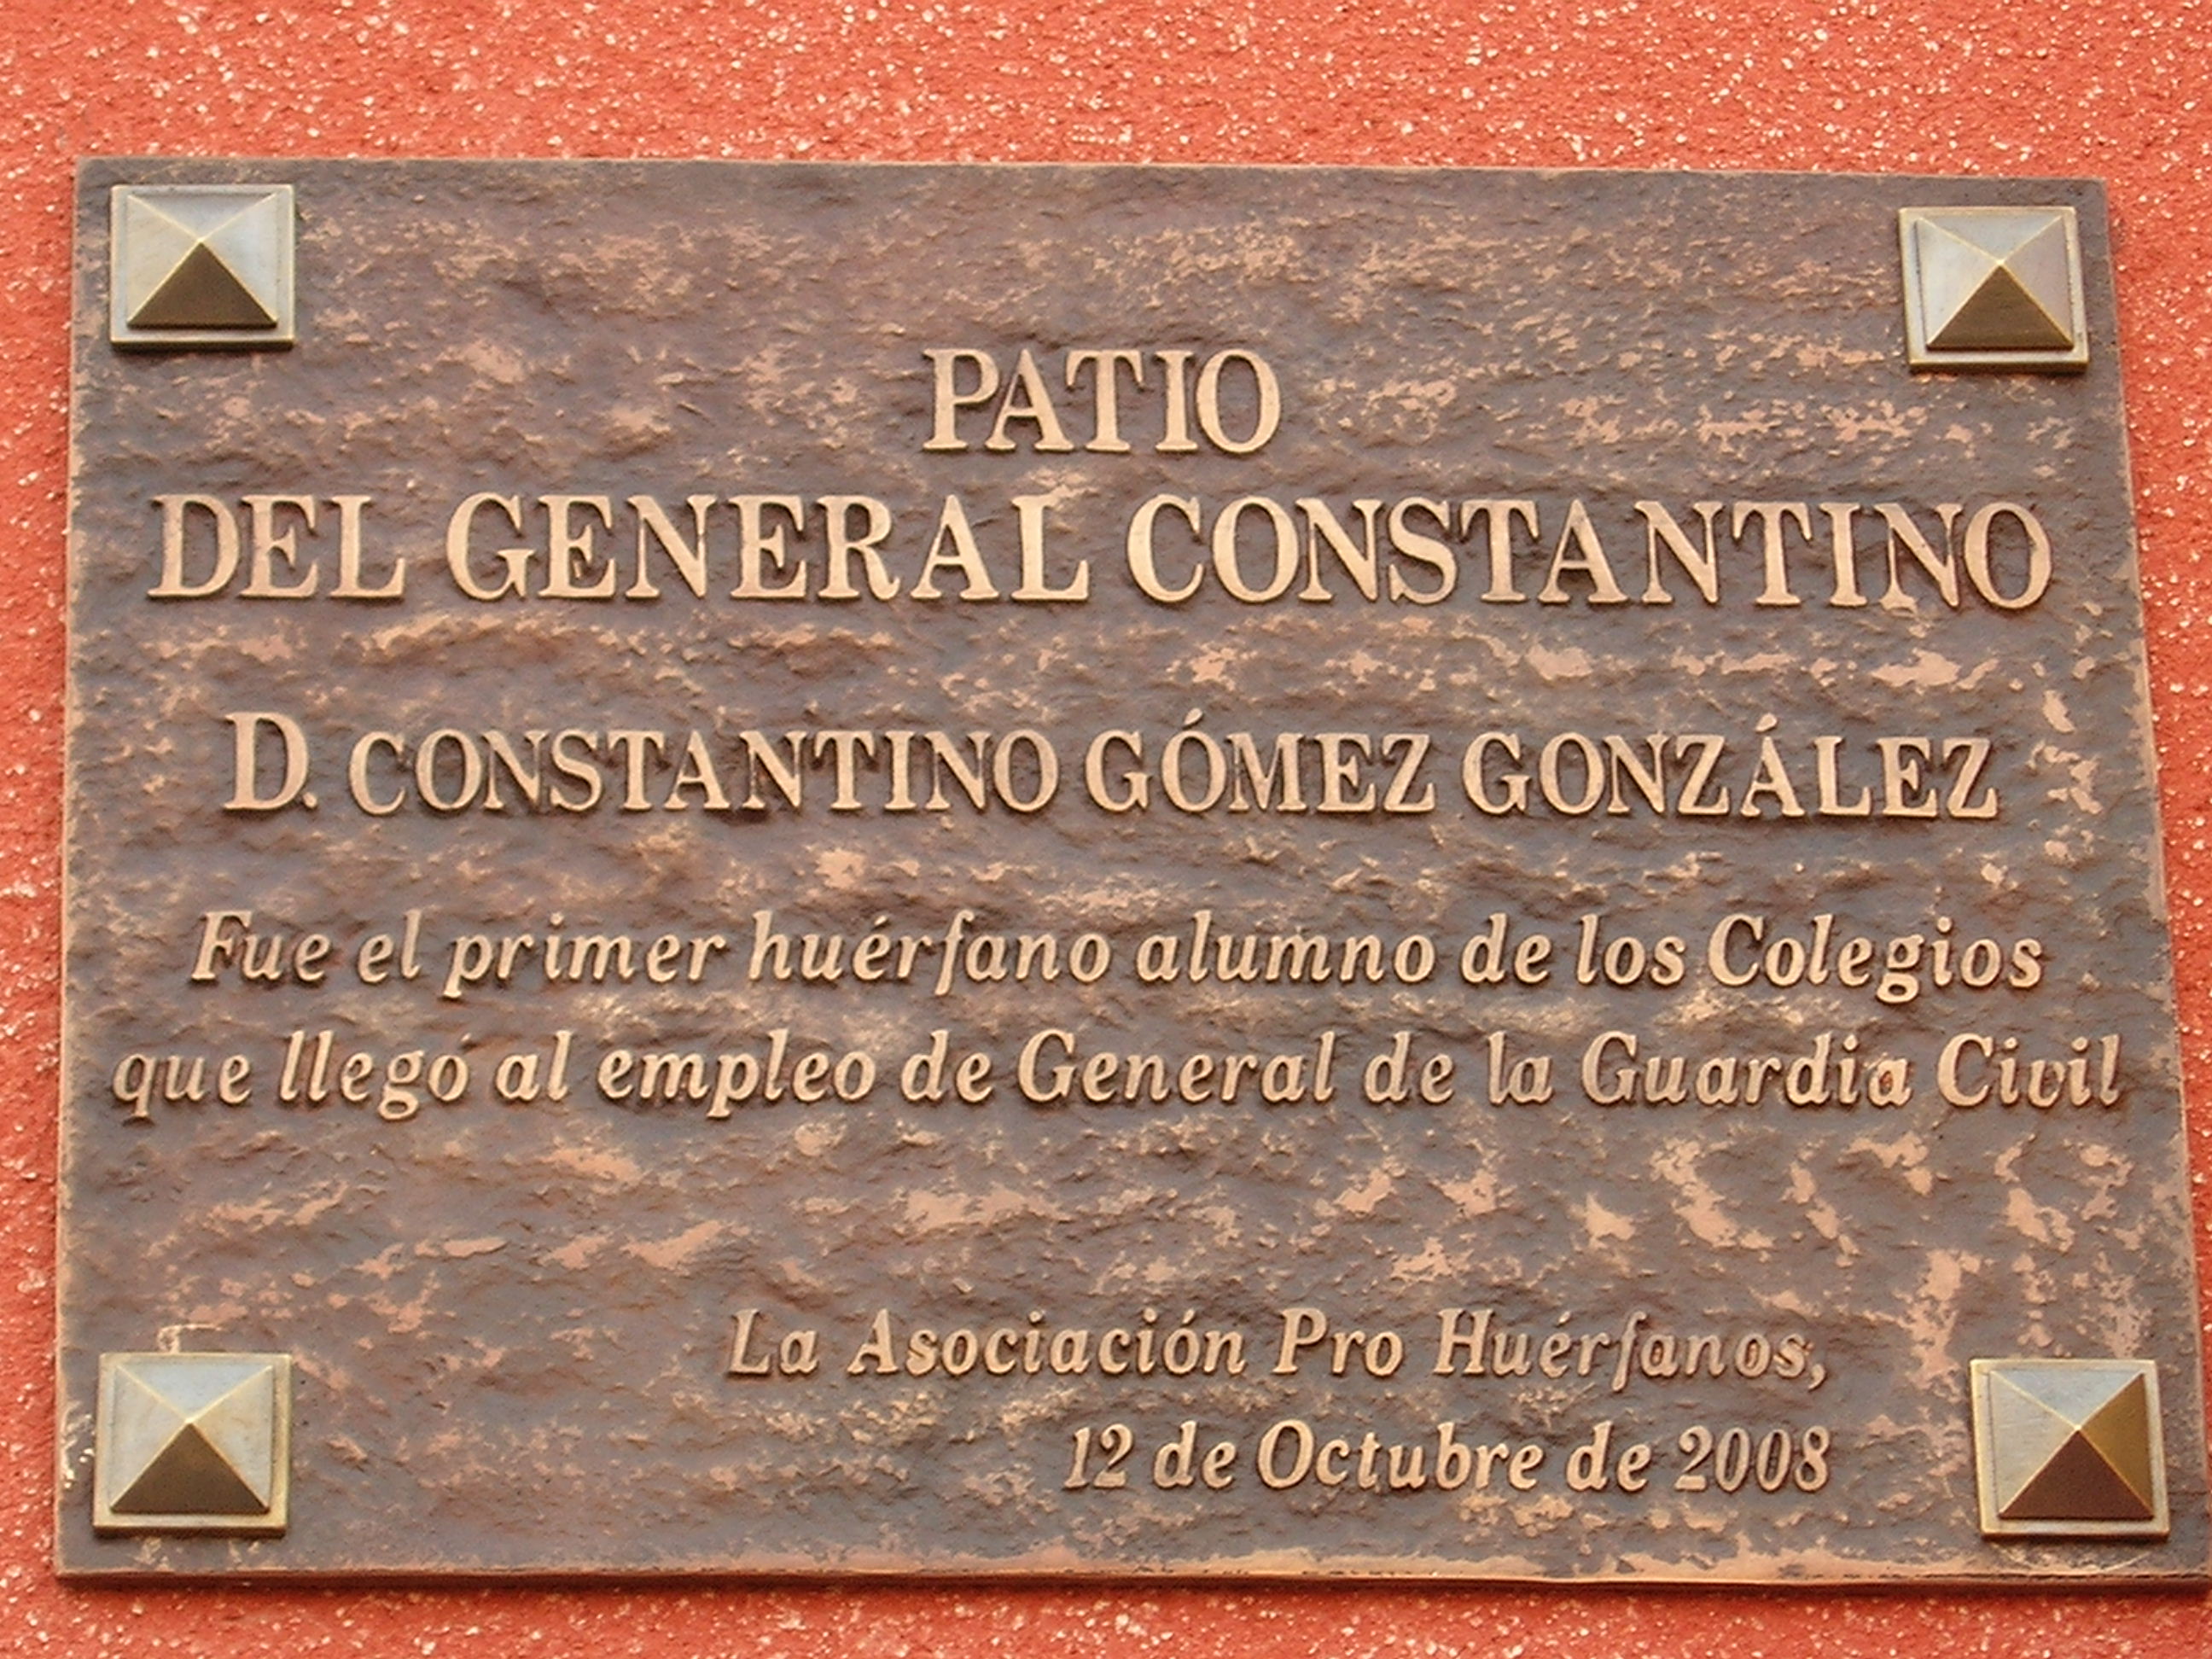 PATIO
DEL GENERAL CONSTANTINO
D. CONSTANTINO GÓMEZ GONZÁLEZ
Fue el primer huérfano alumno de los Colegios
que llegó al empleo de General de la Guardia Civil
La Asociación Pro Huérfanos,
12 de Octubre de 2008